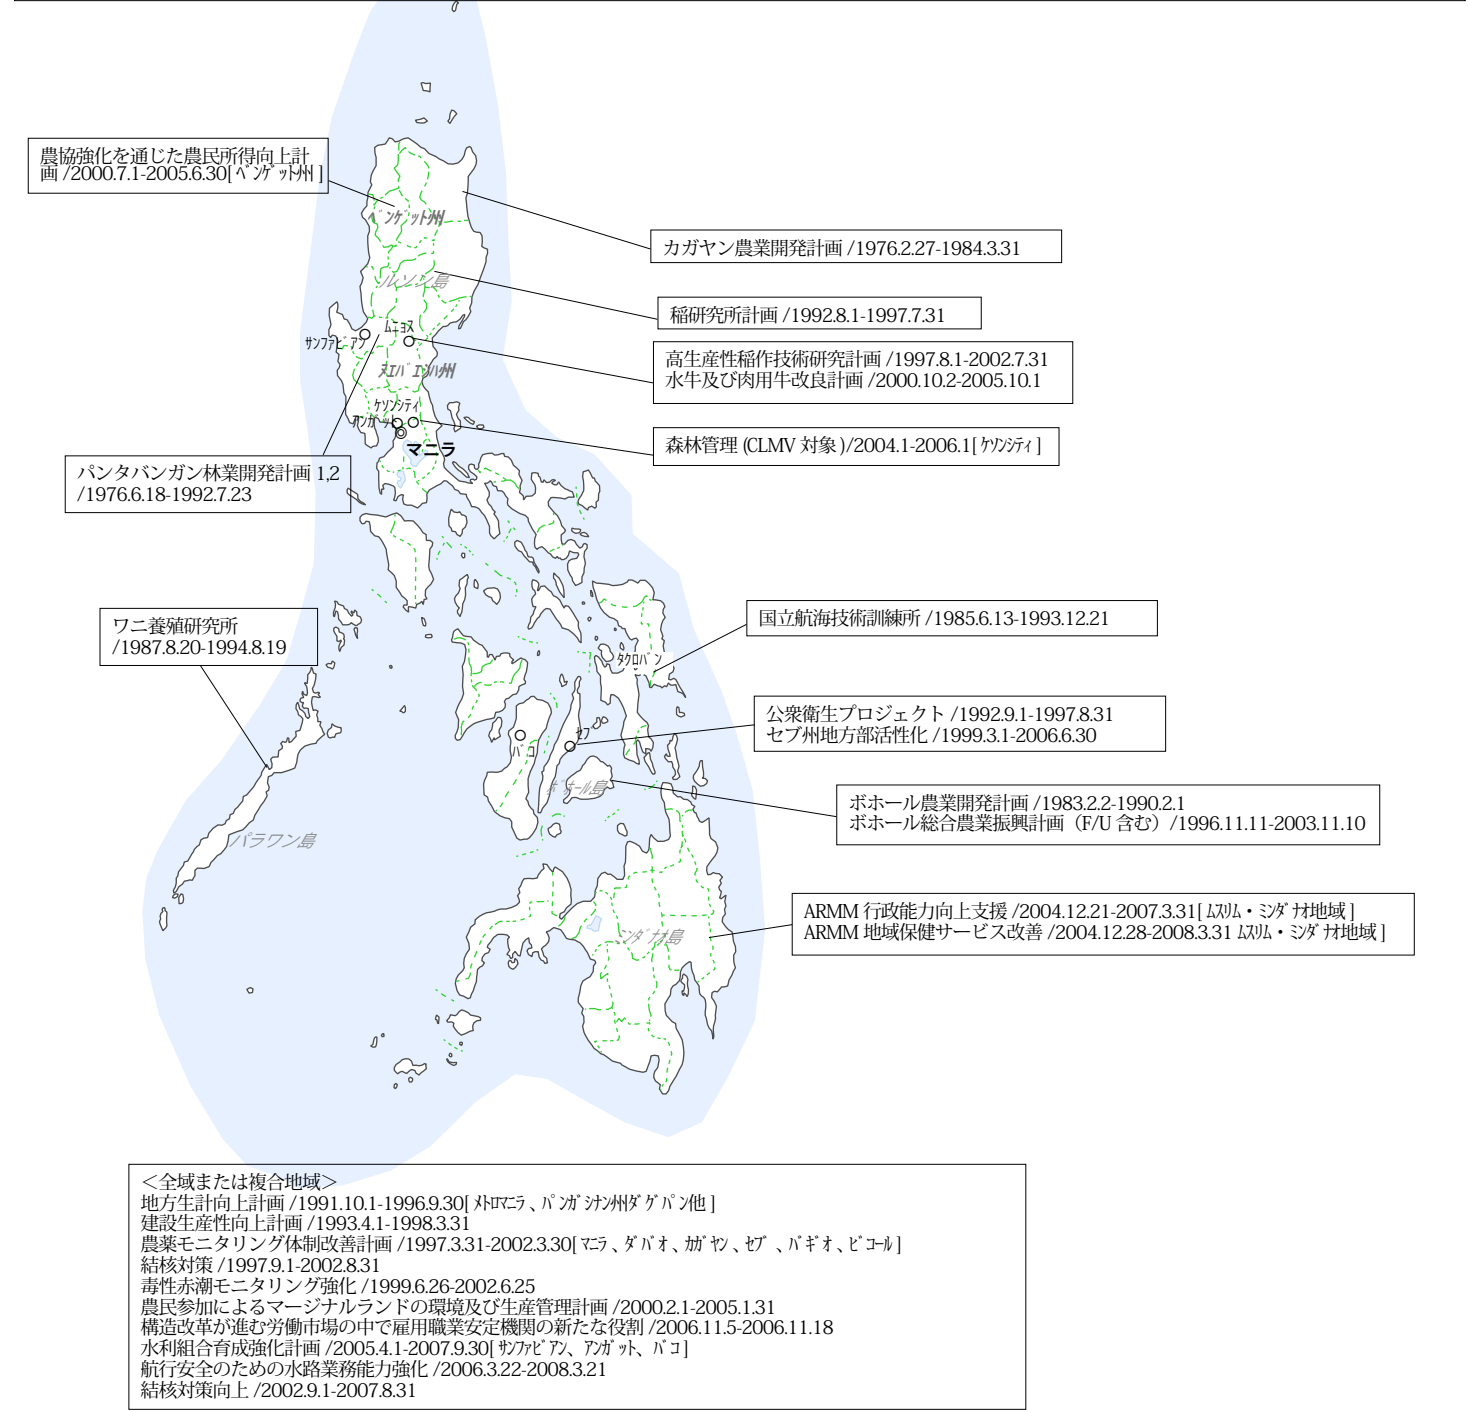 農協強化を通じた農民所得向上計
画 /2000.7.1-2005.6.30[ ﾍﾞﾝｹﾞｯﾄ州 ]
ﾍﾞﾝｹﾞｯﾄ州
カガヤン農業開発計画 /1976.2.27-1984.3.31
ルソン島
稲研究所計画 /1992.8.1-1997.7.31
ﾑﾆｮｽ
ｻﾝﾌｧﾋﾞｱﾝ
高生産性稲作技術研究計画 /1997.8.1-2002.7.31
水牛及び肉用牛改良計画 /2000.10.2-2005.10.1
ﾇｴﾊﾞｴｼﾊ州
ｹｿﾝｼﾃｨ
ｱﾝｶﾞｯﾄ
マニラ
森林管理 (CLMV 対象 )/2004.1-2006.1[ ｹｿﾝｼﾃｨ ]
パンタバンガン林業開発計画 1,2
/1976.6.18-1992.7.23
ワニ養殖研究所
/1987.8.20-1994.8.19
国立航海技術訓練所 /1985.6.13-1993.12.21
ﾀｸﾛﾊﾞﾝ
公衆衛生プロジェクト /1992.9.1-1997.8.31
セブ州地方部活性化 /1999.3.1-2006.6.30
ｾﾌﾞ
ﾊﾞｺ
ﾎﾞﾎｰﾙ島
ボホール農業開発計画 /1983.2.2-1990.2.1
ボホール総合農業振興計画（F/U 含む）/1996.11.11-2003.11.10
パラワン島
ARMM 行政能力向上支援 /2004.12.21-2007.3.31[ ﾑｽﾘﾑ・ﾐﾝﾀﾞﾅｵ地域 ]
ARMM 地域保健サービス改善 /2004.12.28-2008.3.31 ﾑｽﾘﾑ・ﾐﾝﾀﾞﾅｵ地域 ]
ﾐﾝﾀﾞﾅｵ島
＜全域または複合地域＞
地方生計向上計画 /1991.10.1-1996.9.30[ ﾒﾄﾛﾏﾆﾗ、ﾊﾟﾝｶﾞｼﾅﾝ州ﾀﾞｸﾞﾊﾟﾝ他 ]
建設生産性向上計画 /1993.4.1-1998.3.31
農薬モニタリング体制改善計画 /1997.3.31-2002.3.30[ ﾏﾆﾗ、ﾀﾞﾊﾞｵ、ｶｶﾞﾔﾝ、ｾﾌﾞ、ﾊﾞｷﾞｵ、ﾋﾞｺｰﾙ ]
結核対策 /1997.9.1-2002.8.31
毒性赤潮モニタリング強化 /1999.6.26-2002.6.25
農民参加によるマージナルランドの環境及び生産管理計画 /2000.2.1-2005.1.31
構造改革が進む労働市場の中で雇用職業安定機関の新たな役割 /2006.11.5-2006.11.18
水利組合育成強化計画 /2005.4.1-2007.9.30[ ｻﾝﾌｧﾋﾞｱﾝ、ｱﾝｶﾞｯﾄ、ﾊﾞｺ ]
航行安全のための水路業務能力強化 /2006.3.22-2008.3.21
結核対策向上 /2002.9.1-2007.8.31